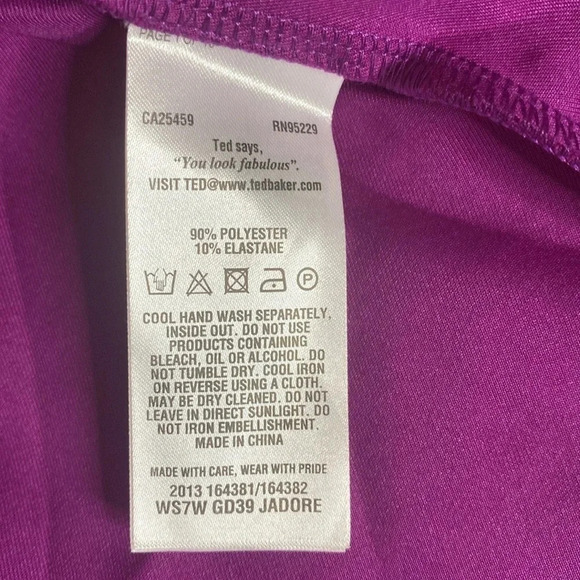 PAGE 1 OF
CA25459 RN95229
Ted says,
“You look fabulous”.
VISIT TED@www.tedbaker.com
90% POLYESTER
10% ELASTANE
P
COOL HAND WASH SEPARATELY,
INSIDE OUT. DO NOT USE
PRODUCTS CONTAINING
BLEACH, OIL OR ALCOHOL. DO
NOT TUMBLE DRY. COOL IRON
ON REVERSE USING A CLOTH.
MAY BE DRY CLEANED. DO NOT
LEAVE IN DIRECT SUNLIGHT. DO
NOT IRON EMBELLISHMENT.
MADE IN CHINA
MADE WITH CARE, WEAR WITH PRIDE
2013 164381/164382
WS7W GD39 JADORE